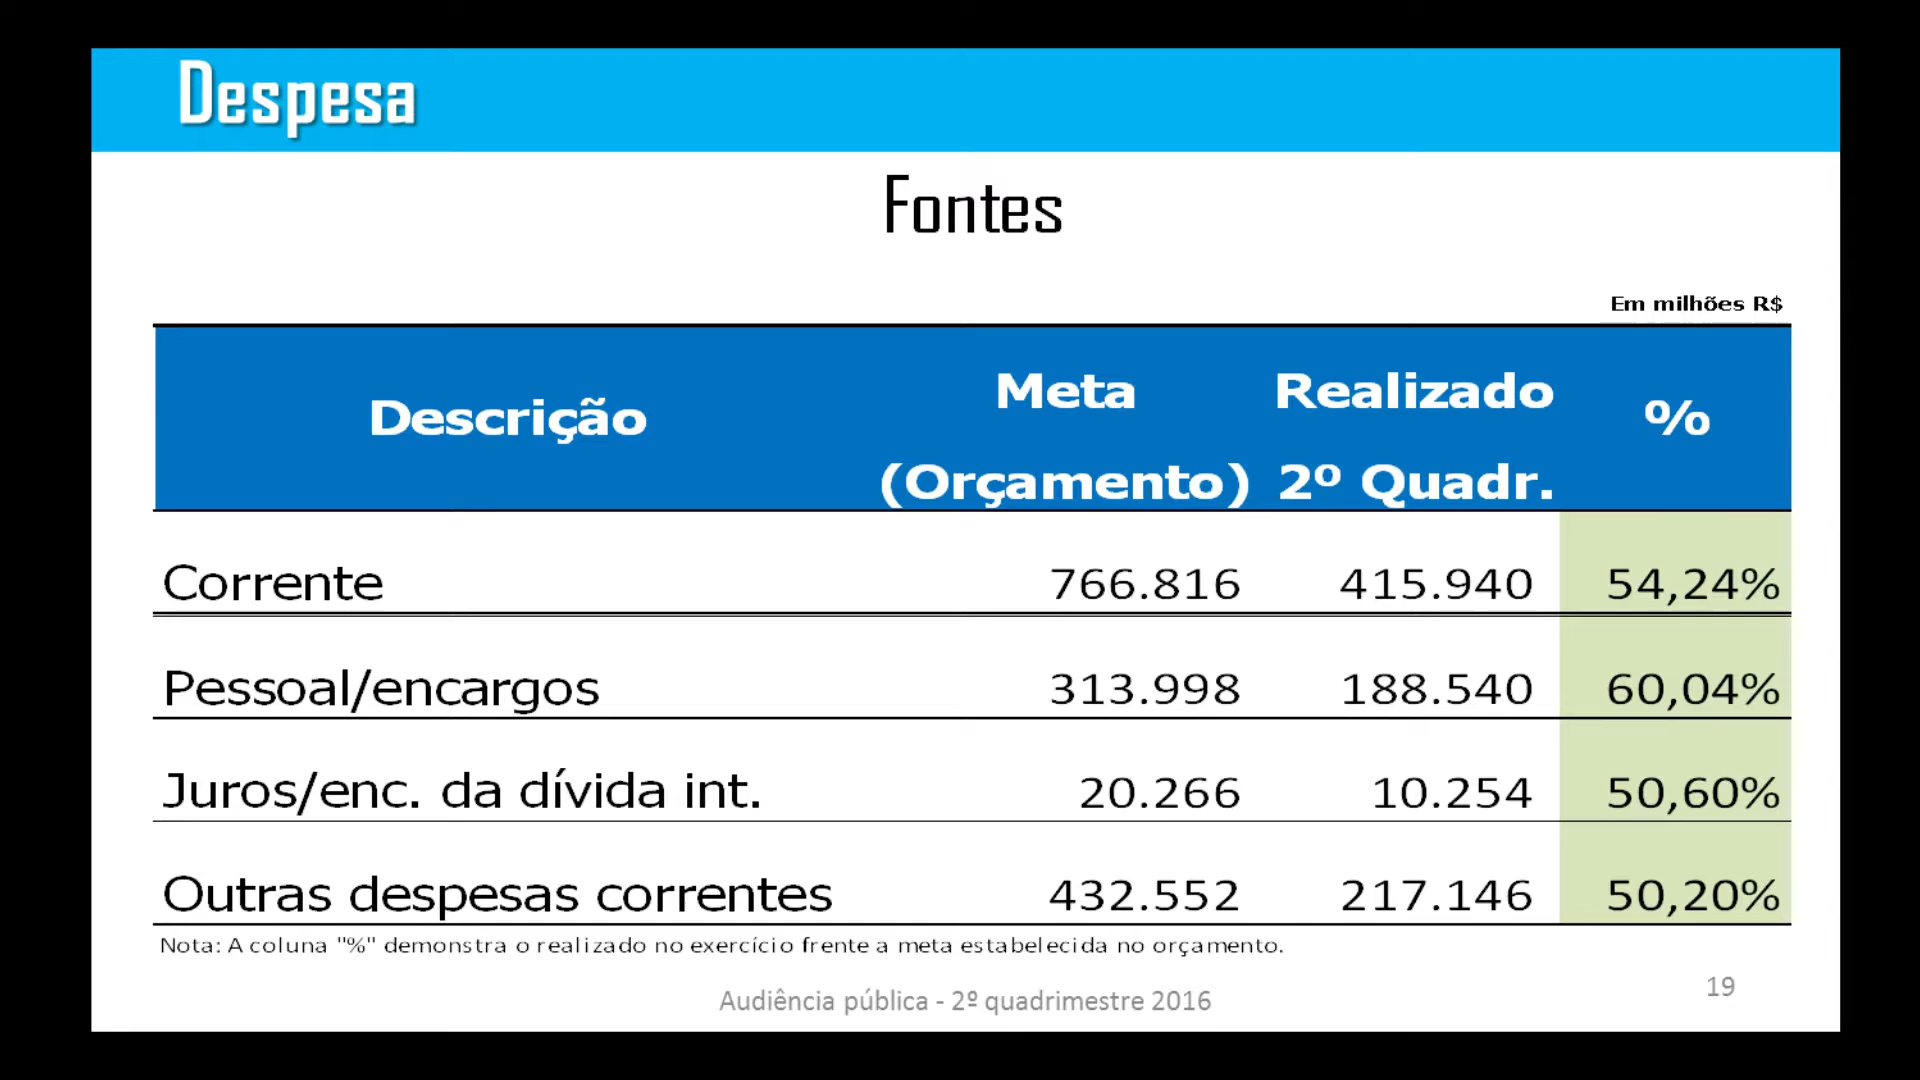 Despesa
Fontes
Em milhões R$
Descrição Meta (Orçamento) Realizado 2º Quadr. %
Corrente 766.816 415.940 54,24%
Pessoal/encargos 313.998 188.540 60,04%
Juros/enc. da dívida int. 20.266 10.254 50,60%
Outras despesas correntes 432.552 217.146 50,20%
Nota: A coluna "%" demonstra o realizado no exercício frente a meta estabelecida no orçamento.
Audiência pública - 2º quadrimestre 2016
19